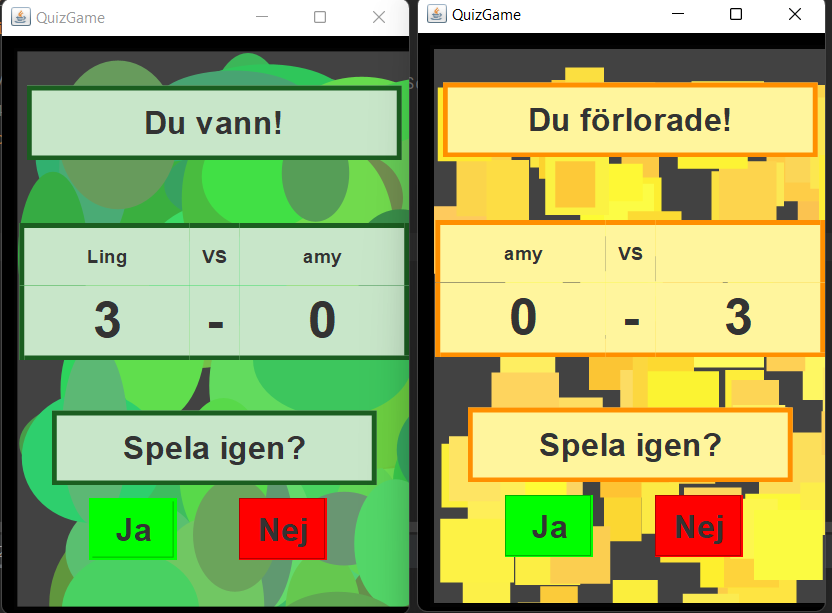 QuizGame
Du vann!
Ling VS amy
3 - 0
Spela igen?
Ja Nej
QuizGame
Du förlorade!
amy VS
0 - 3
Spela igen?
Ja Nej